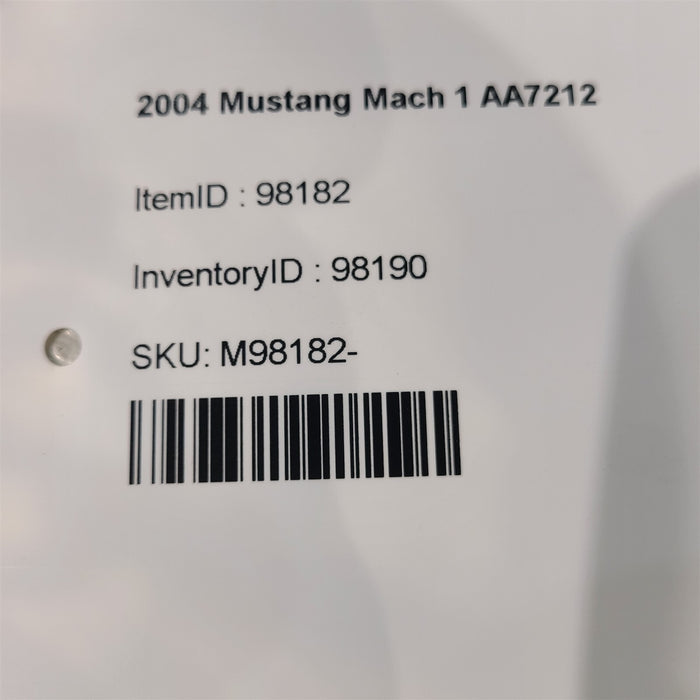 2004 Mustang Mach 1 AA7212
ItemID : 98182
InventoryID : 98190
SKU: M98182-